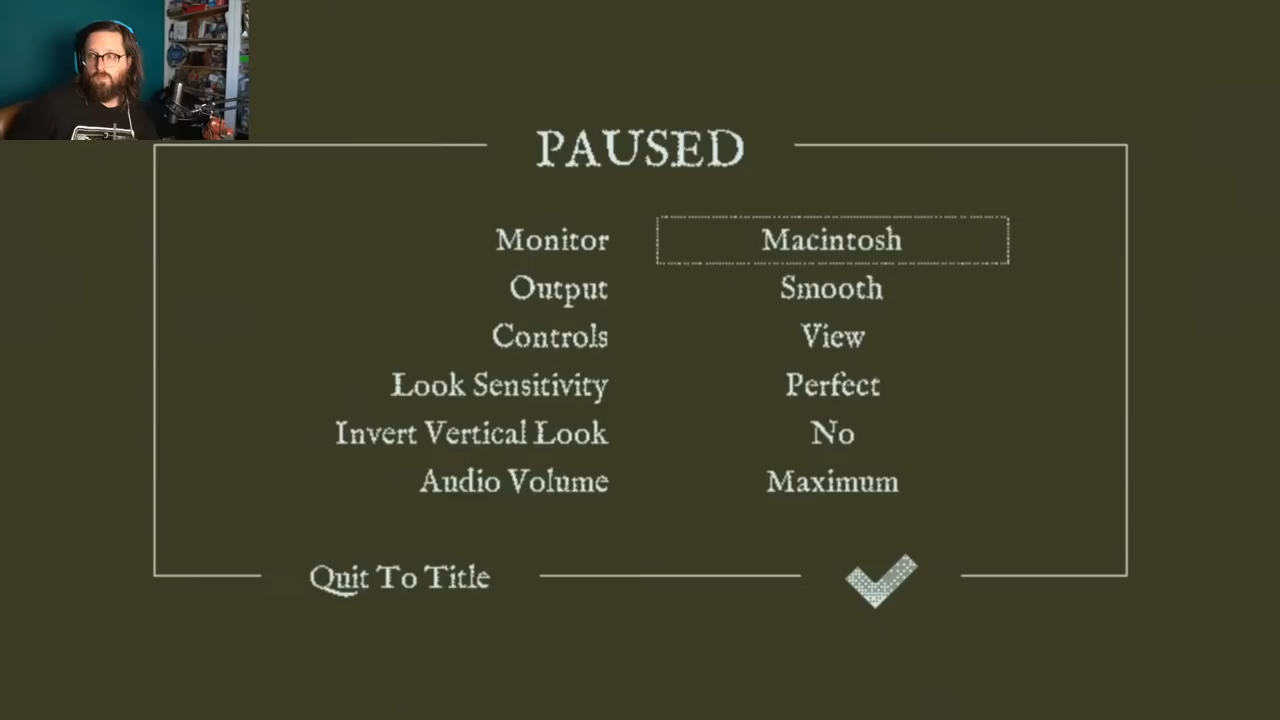 PAUSED
Monitor Macintosh
Output Smooth
Controls View
Look Sensitivity Perfect
Invert Vertical Look No
Audio Volume Maximum
Quit To Title